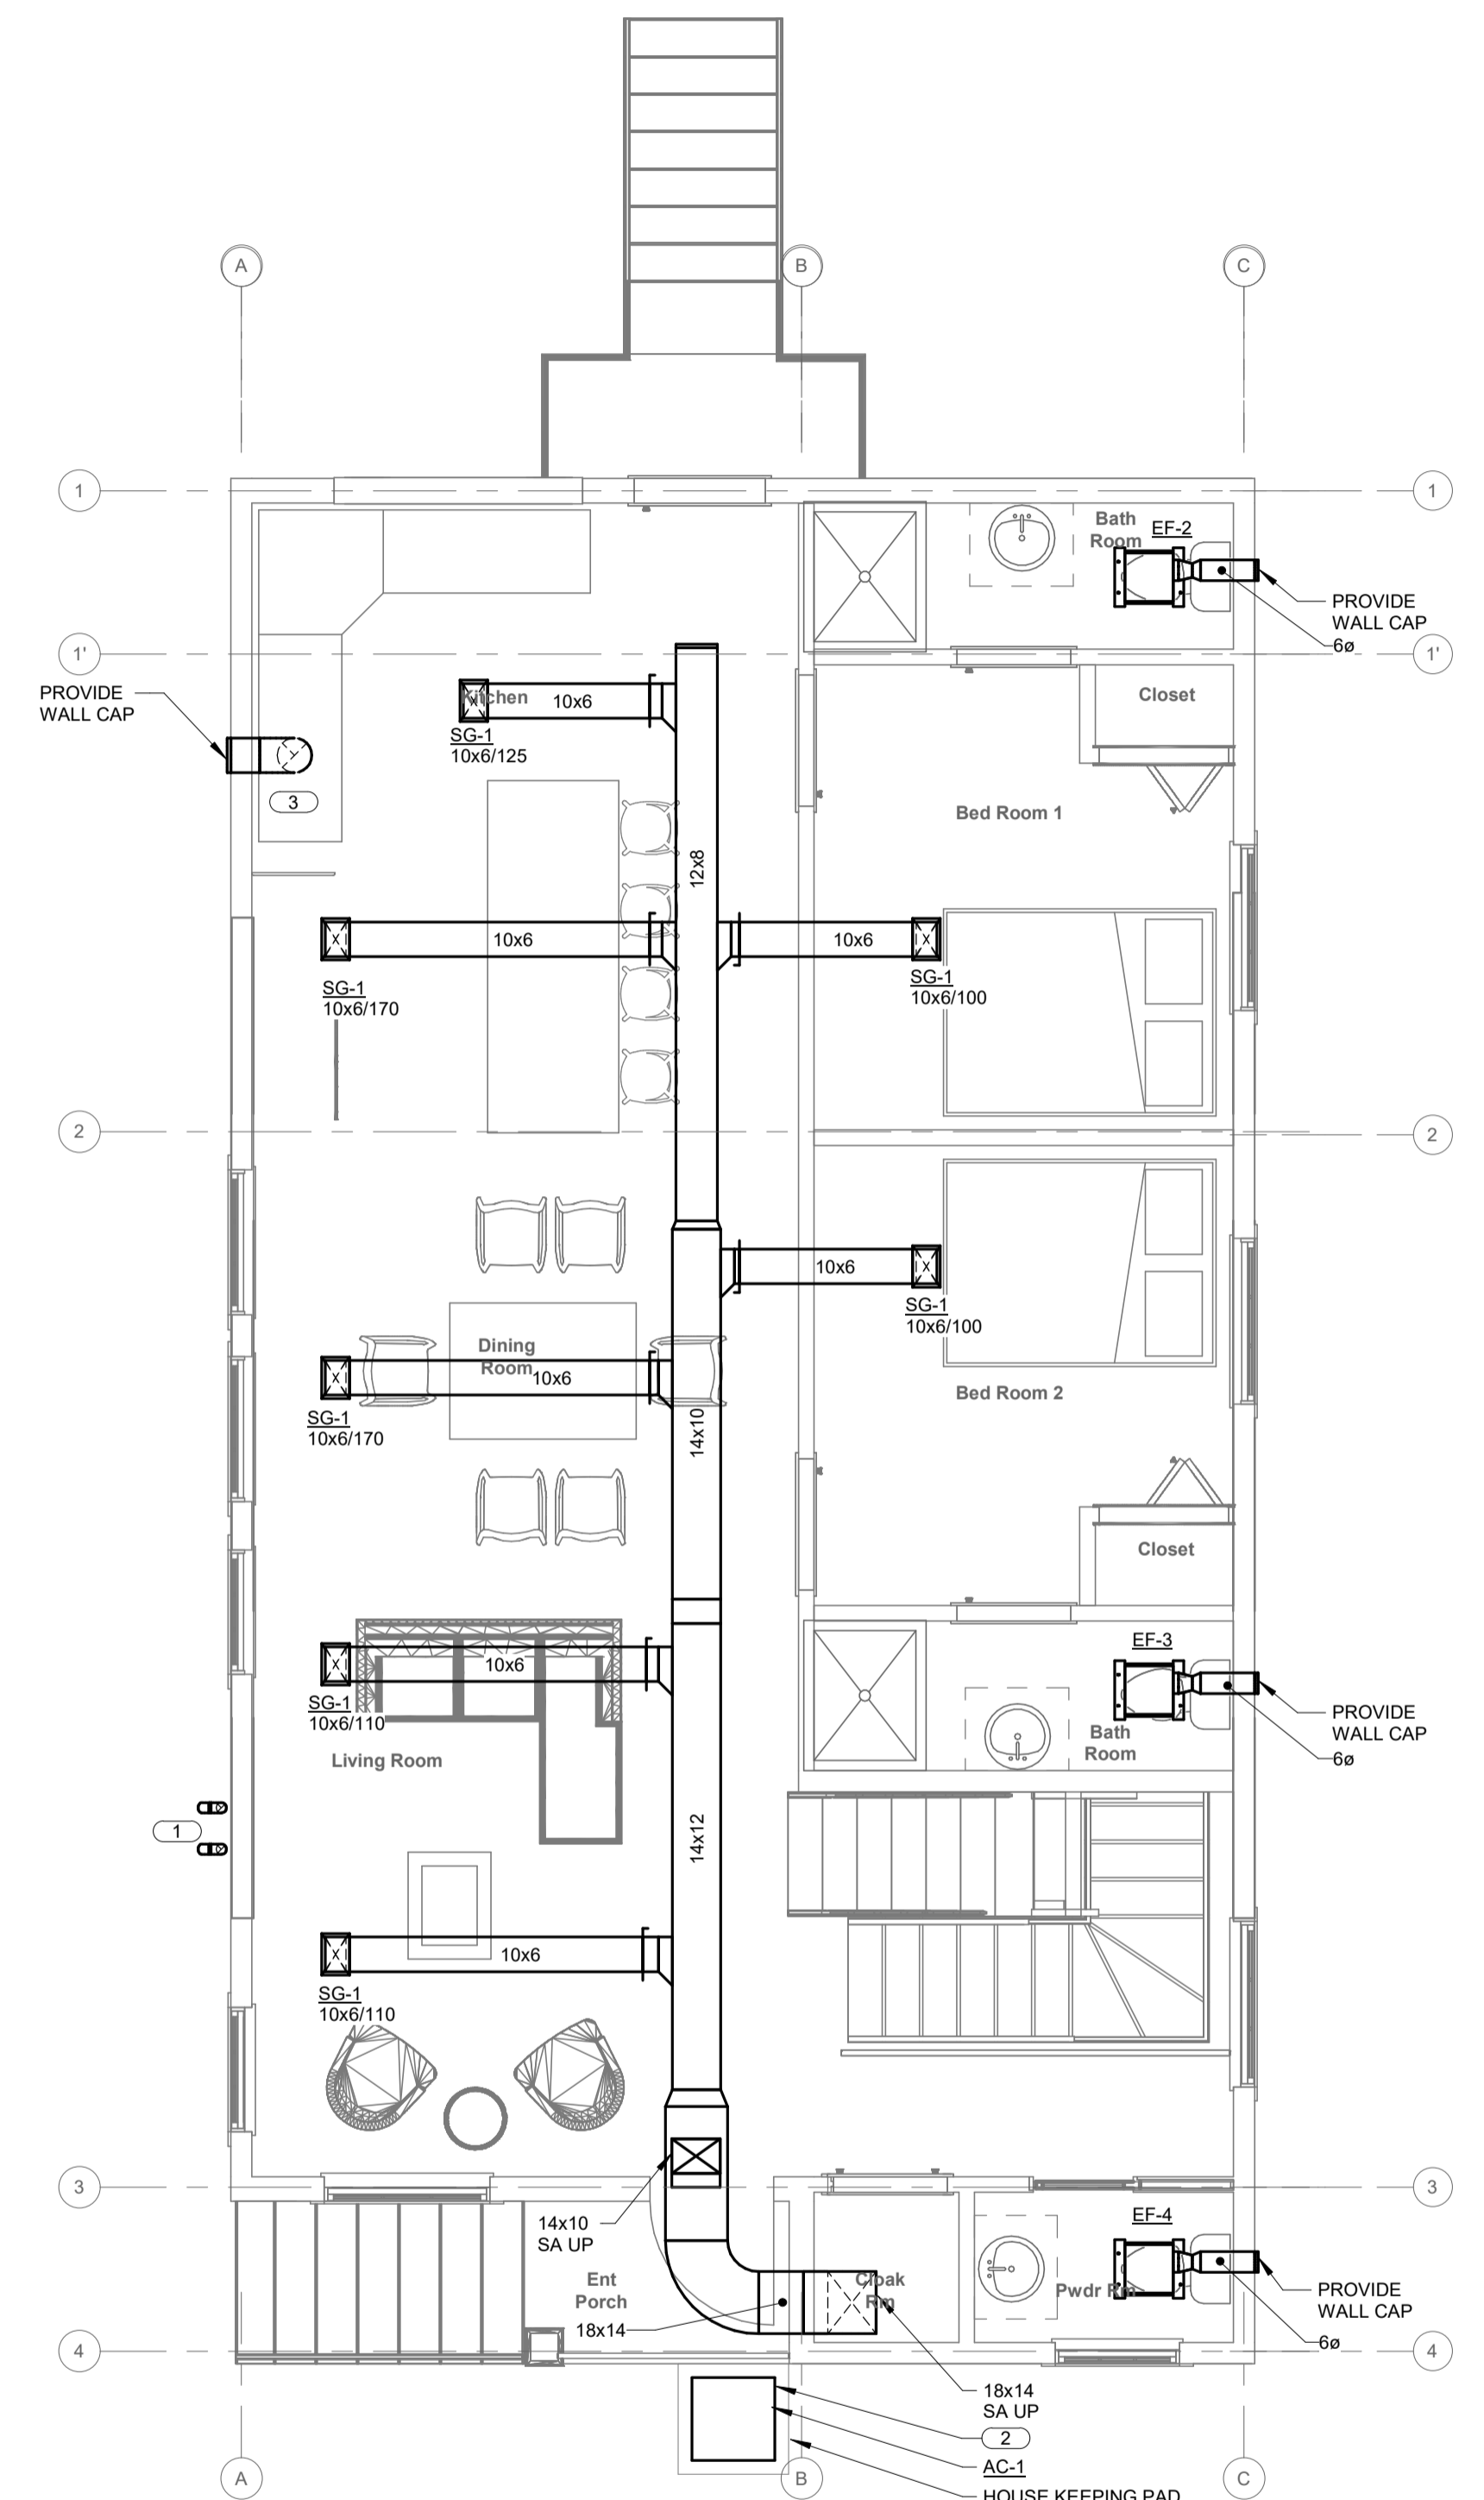 A
B
C
1
1
Bath
Room
EF-2
PROVIDE
WALL CAP
6ø
1'
1'
PROVIDE
WALL CAP
Kitchen
10x6
SG-1
10x6/125
Closet
3
Bed Room 1
12x8
10x6
10x6
SG-1
10x6/170
SG-1
10x6/100
2
2
10x6
SG-1
10x6/100
Dining
Room
10x6
SG-1
10x6/170
Bed Room 2
14x10
Closet
10x6
SG-1
10x6/110
EF-3
Bath
Room
PROVIDE
WALL CAP
6ø
Living Room
1
14x12
10x6
SG-1
10x6/110
3
3
14x10
SA UP
EF-4
Ent
Porch
Cloak
Rm
Pwdr Rm
PROVIDE
WALL CAP
6ø
18x14
4
4
18x14
SA UP
2
AC-1
HOUSE KEEPING PAD
A
B
C